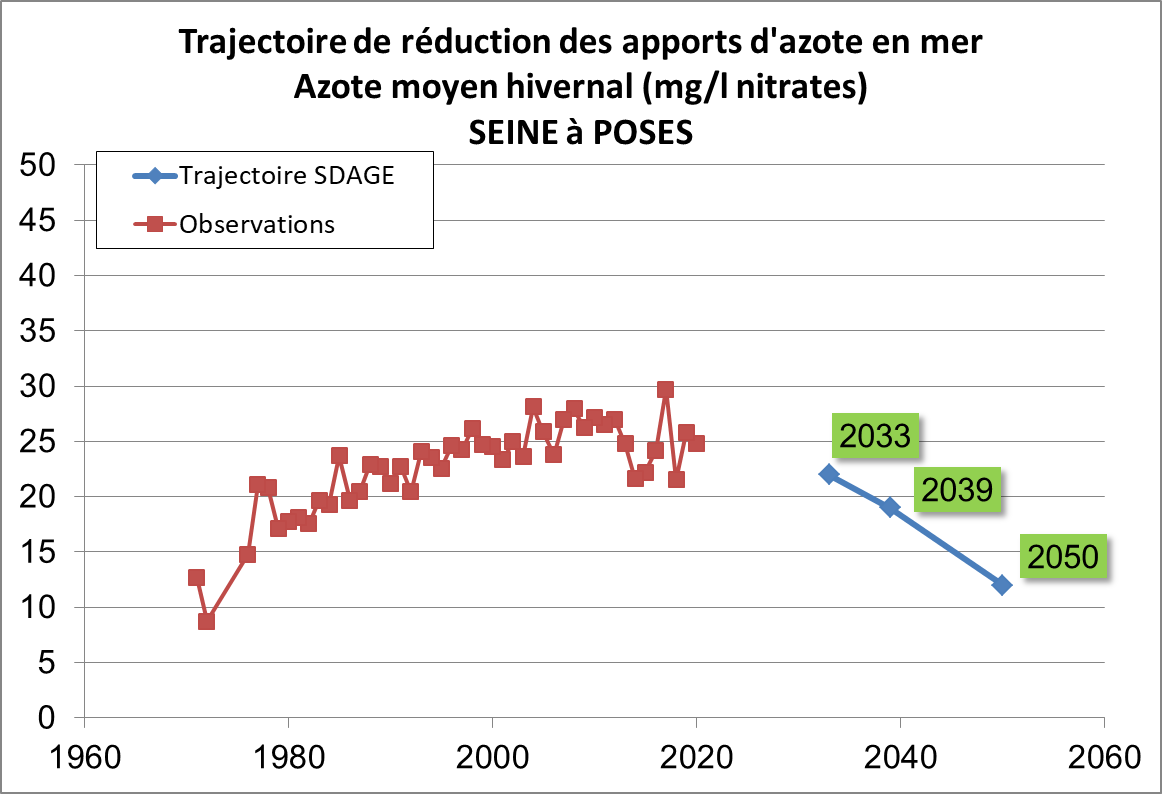 Trajectoire de réduction des apports d'azote en mer
Azote moyen hivernal (mg/l nitrates)
SEINE à POSES
Trajectoire SDAGE
Observations
50
45
40
35
30
25
20
15
10
5
0
2033
2039
2050
1960 1980 2000 2020 2040 2060